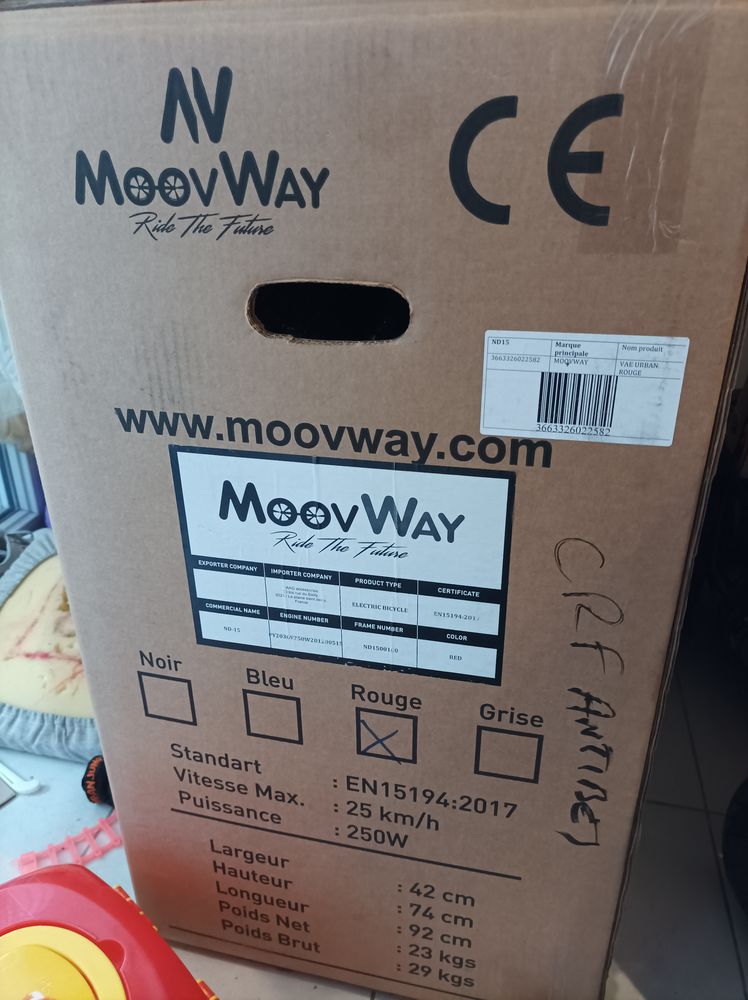 MOOVWAY
Ride The Future
CE
ND15 Marque principale Nom produit
3663326022582 MOOVWAY VAE URBAN ROUGE
3663326022582
www.moovway.com
MOOVWAY
Ride The Future
EXPORTER COMPANY IMPORTER COMPANY PRODUCT TYPE CERTIFICATE
ELECTRIC BICYCLE EN15194:2017
COMMERCIAL NAME ENGINE NUMBER FRAME NUMBER COLOR
ND-15 RED
CRF ANTIBES
Noir Bleu Rouge Grise
Standart : EN15194:2017
Vitesse Max. : 25 km/h
Puissance : 250W
Largeur : 42 cm
Hauteur : 74 cm
Longueur : 92 cm
Poids Net : 23 kgs
Poids Brut : 29 kgs